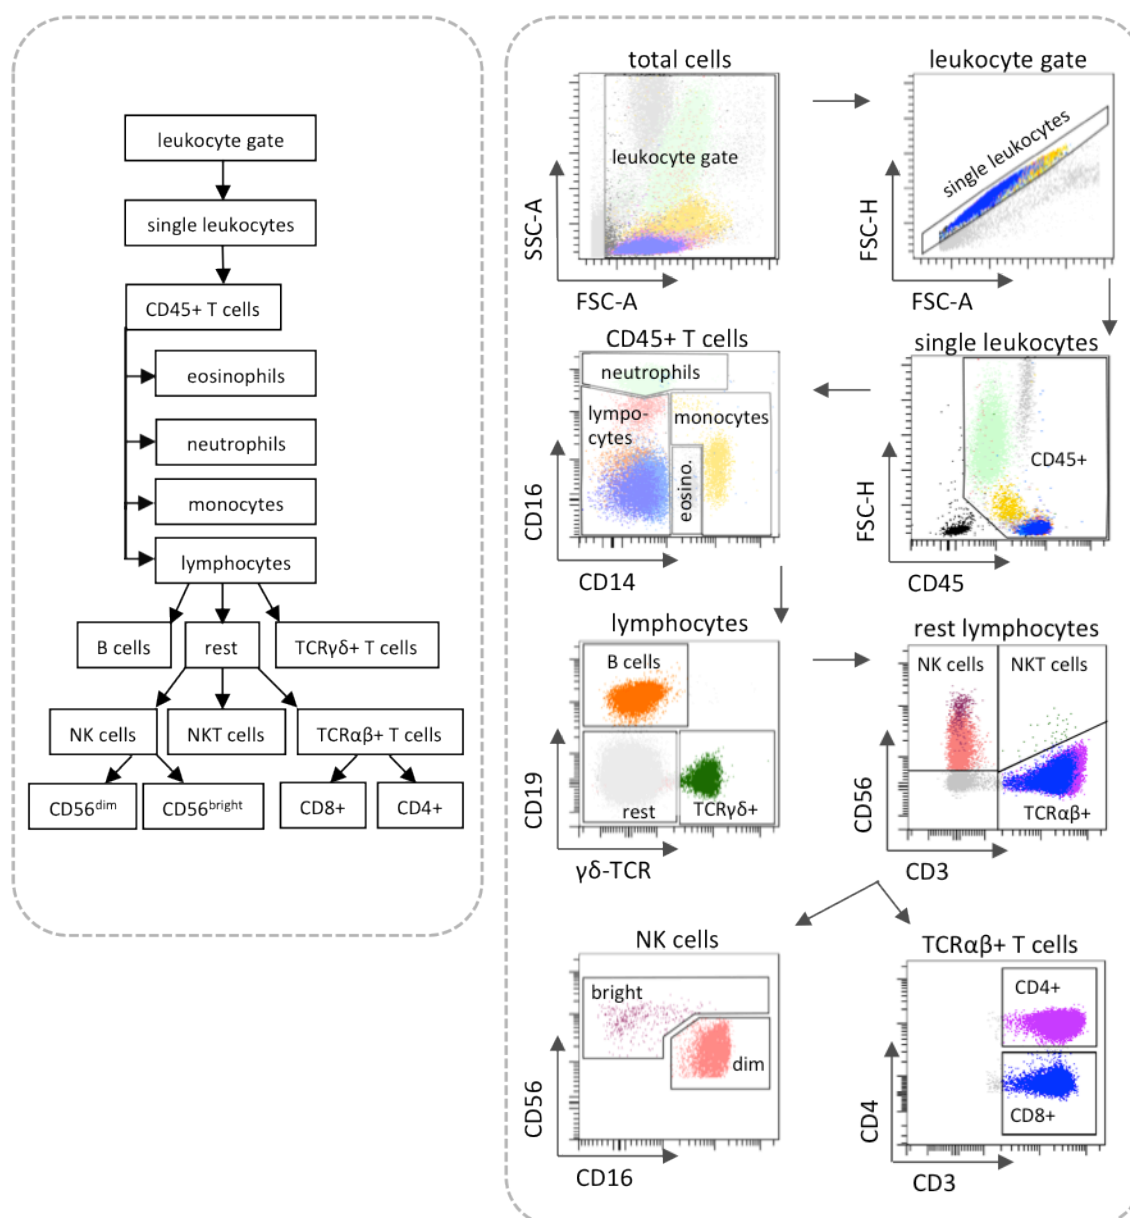 leukocyte gate
single leukocytes
CD45+ T cells
eosinophils
neutrophils
monocytes
lymphocytes
B cells
rest
TCRγδ+ T cells
NK cells
NKT cells
TCRαβ+ T cells
CD56dim
CD56bright
CD8+
CD4+
total cells
leukocyte gate
SSC-A
FSC-A
leukocyte gate
single leukocytes
FSC-H
FSC-A
CD45+ T cells
neutrophils
lympo-
cytes
monocytes
eosino.
CD16
CD14
single leukocytes
CD45+
FSC-H
CD45
lymphocytes
B cells
rest
TCRγδ+
CD19
γδ-TCR
rest lymphocytes
NK cells
NKT cells
TCRαβ+
CD56
CD3
NK cells
bright
dim
CD56
CD16
TCRαβ+ T cells
CD4+
CD8+
CD4
CD3